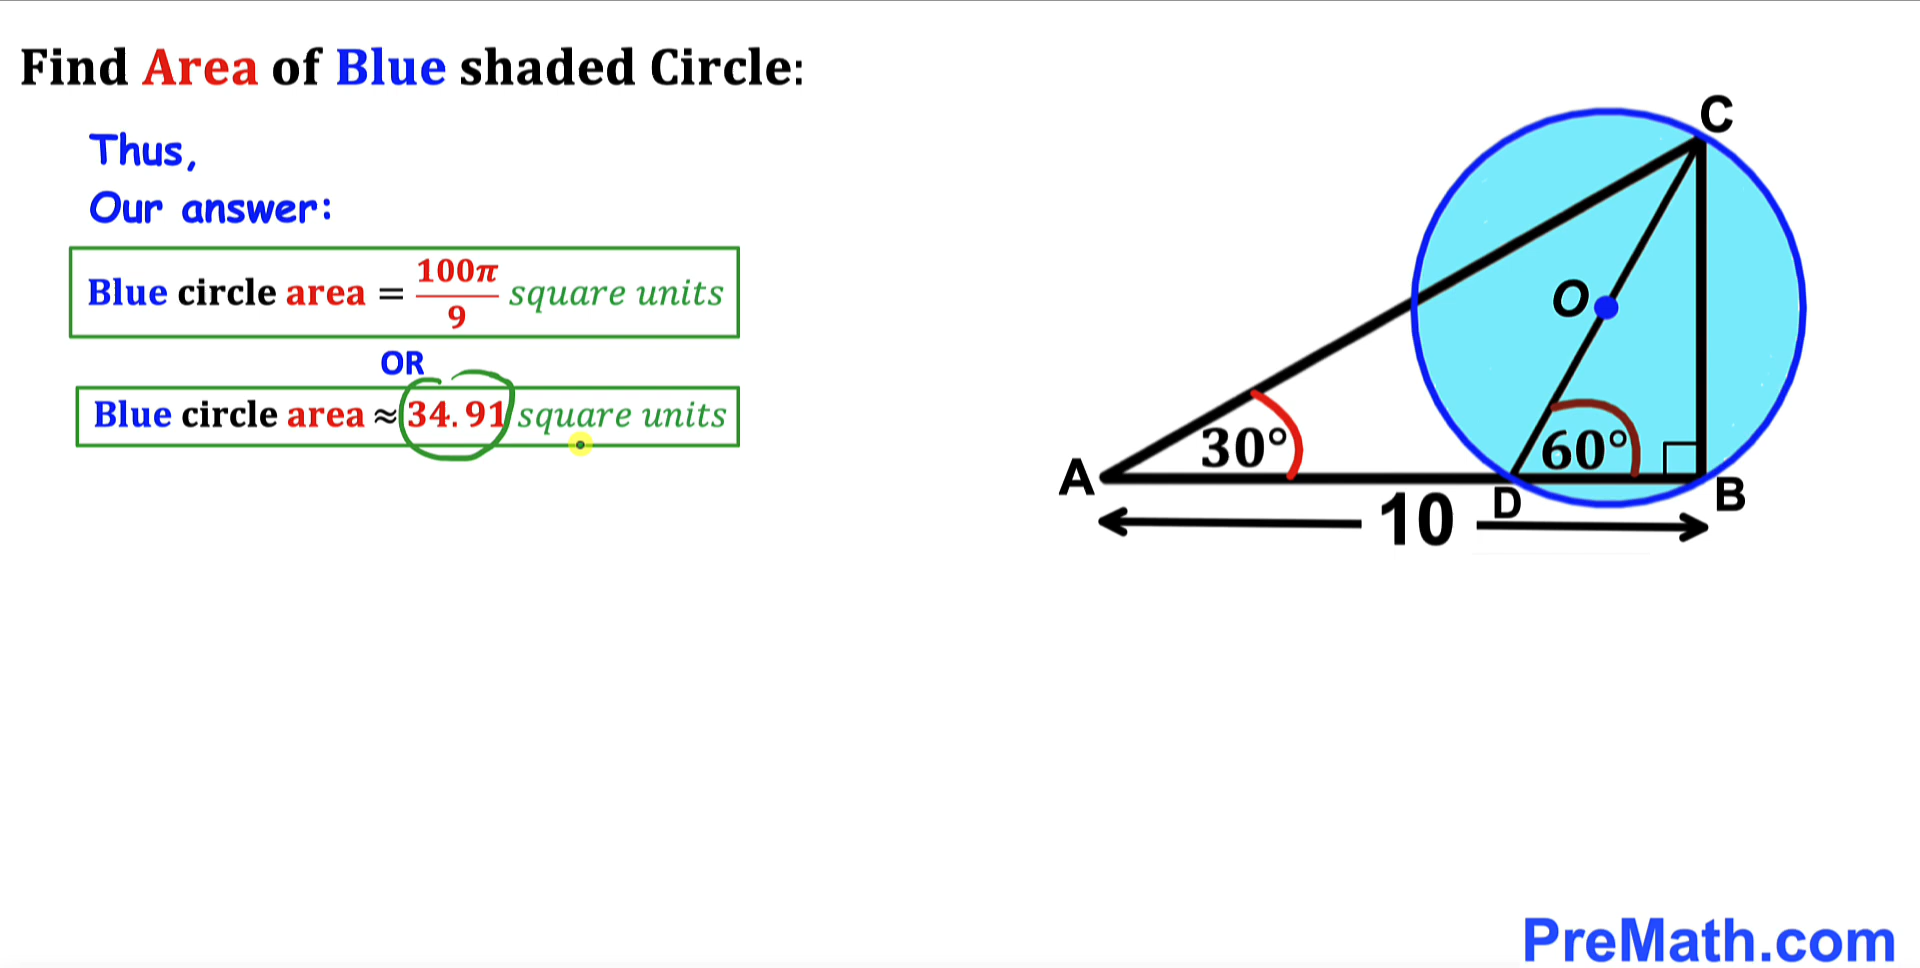 Find Area of Blue shaded Circle:
Thus,
Our answer:
Blue circle area = 100π/9 square units
OR
Blue circle area ≈ 34.91 square units
C
O
30°
60°
A
B
D
10
PreMath.com